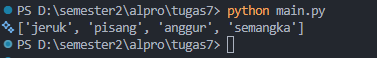 PS D:\semester2\alpro\tugas7> python main.py
['jeruk', 'pisang', 'anggur', 'semangka']
PS D:\semester2\alpro\tugas7>